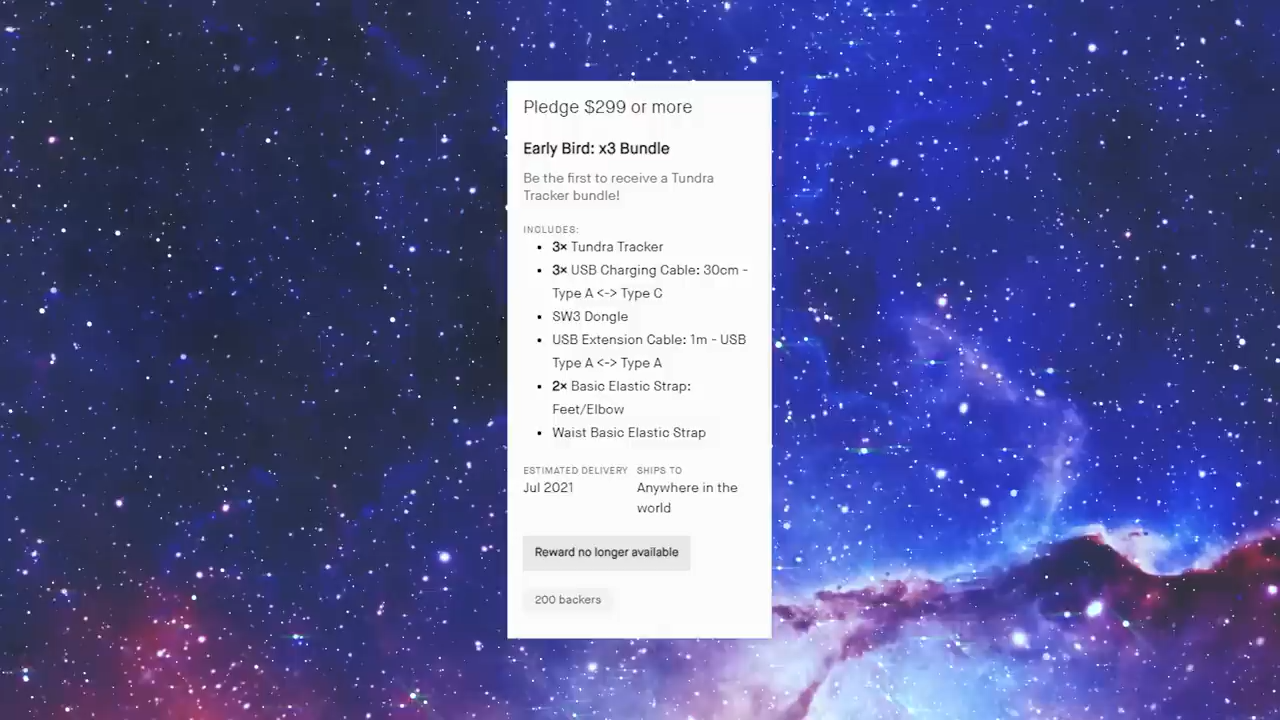 Pledge $299 or more
Early Bird: x3 Bundle
Be the first to receive a Tundra
Tracker bundle!
INCLUDES:
• 3× Tundra Tracker
• 3× USB Charging Cable: 30cm -
Type A <-> Type C
• SW3 Dongle
• USB Extension Cable: 1m - USB
Type A <-> Type A
• 2× Basic Elastic Strap:
Feet/Elbow
• Waist Basic Elastic Strap
ESTIMATED DELIVERY SHIPS TO
Jul 2021 Anywhere in the
world
Reward no longer available
200 backers